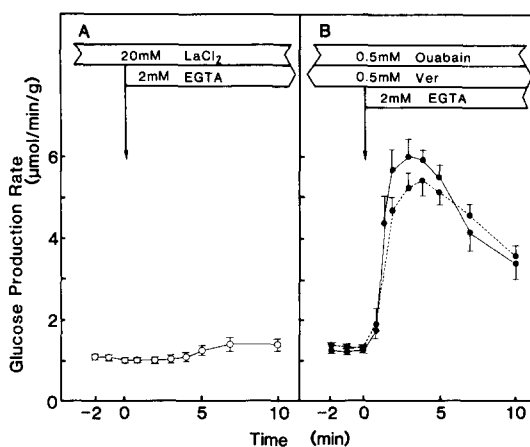 A
B
20mM LaCl2
2mM EGTA
0.5mM Ouabain
0.5mM Ver
2mM EGTA
Glucose Production Rate
(μmol/min/g)
6
4
2
0
-2 0 5 10
-2 0 5 10
Time (min)